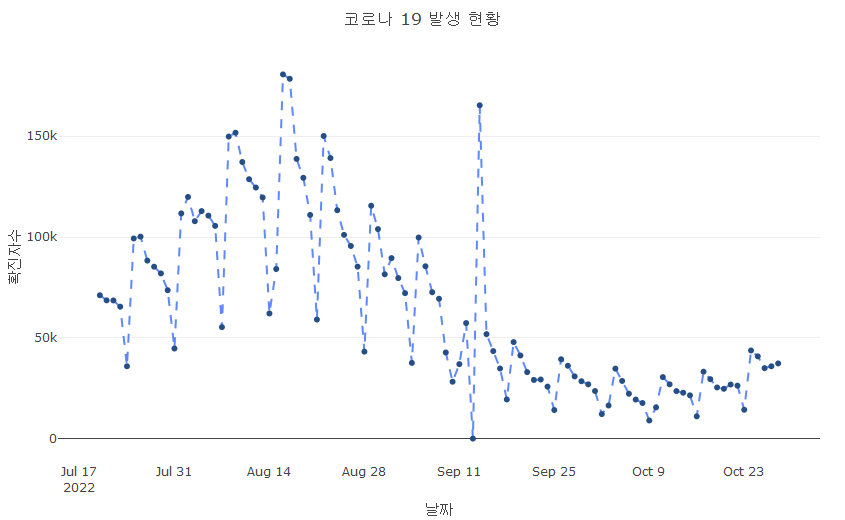 코로나 19 발생 현황
150k
100k
50k
0
확진자수
Jul 17
2022
Jul 31
Aug 14
Aug 28
Sep 11
Sep 25
Oct 9
Oct 23
날짜